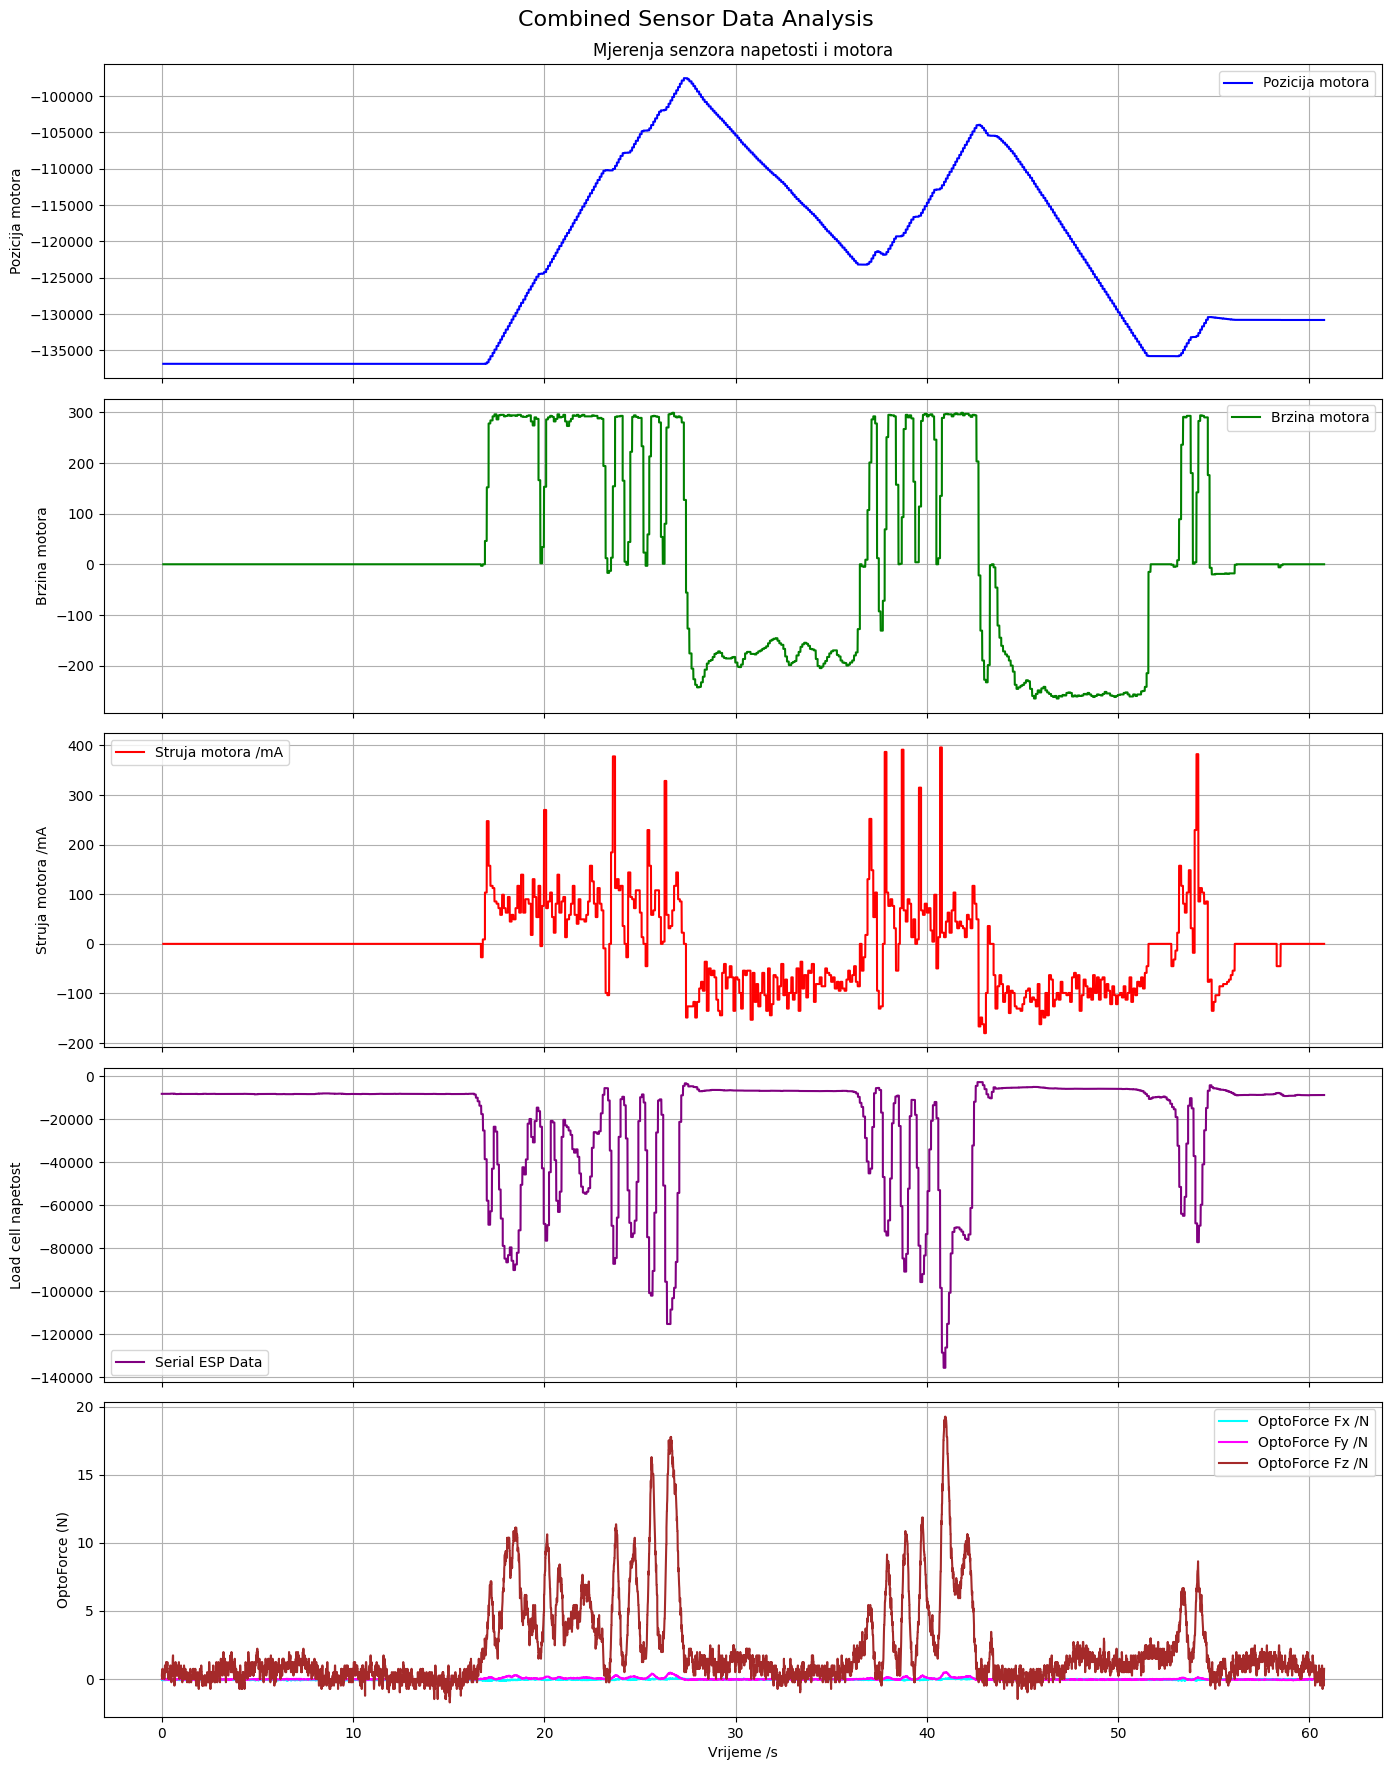 Combined Sensor Data Analysis
Mjerenja senzora napetosti i motora
Pozicija motora
Pozicija motora
−100000
−105000
−110000
−115000
−120000
−125000
−130000
−135000
Brzina motora
Brzina motora
300
200
100
0
−100
−200
Struja motora /mA
Struja motora /mA
400
300
200
100
0
−100
−200
Load cell napetost
Serial ESP Data
0
−20000
−40000
−60000
−80000
−100000
−120000
−140000
OptoForce (N)
OptoForce Fx /N
OptoForce Fy /N
OptoForce Fz /N
20
15
10
5
0
0 10 20 30 40 50 60
Vrijeme /s